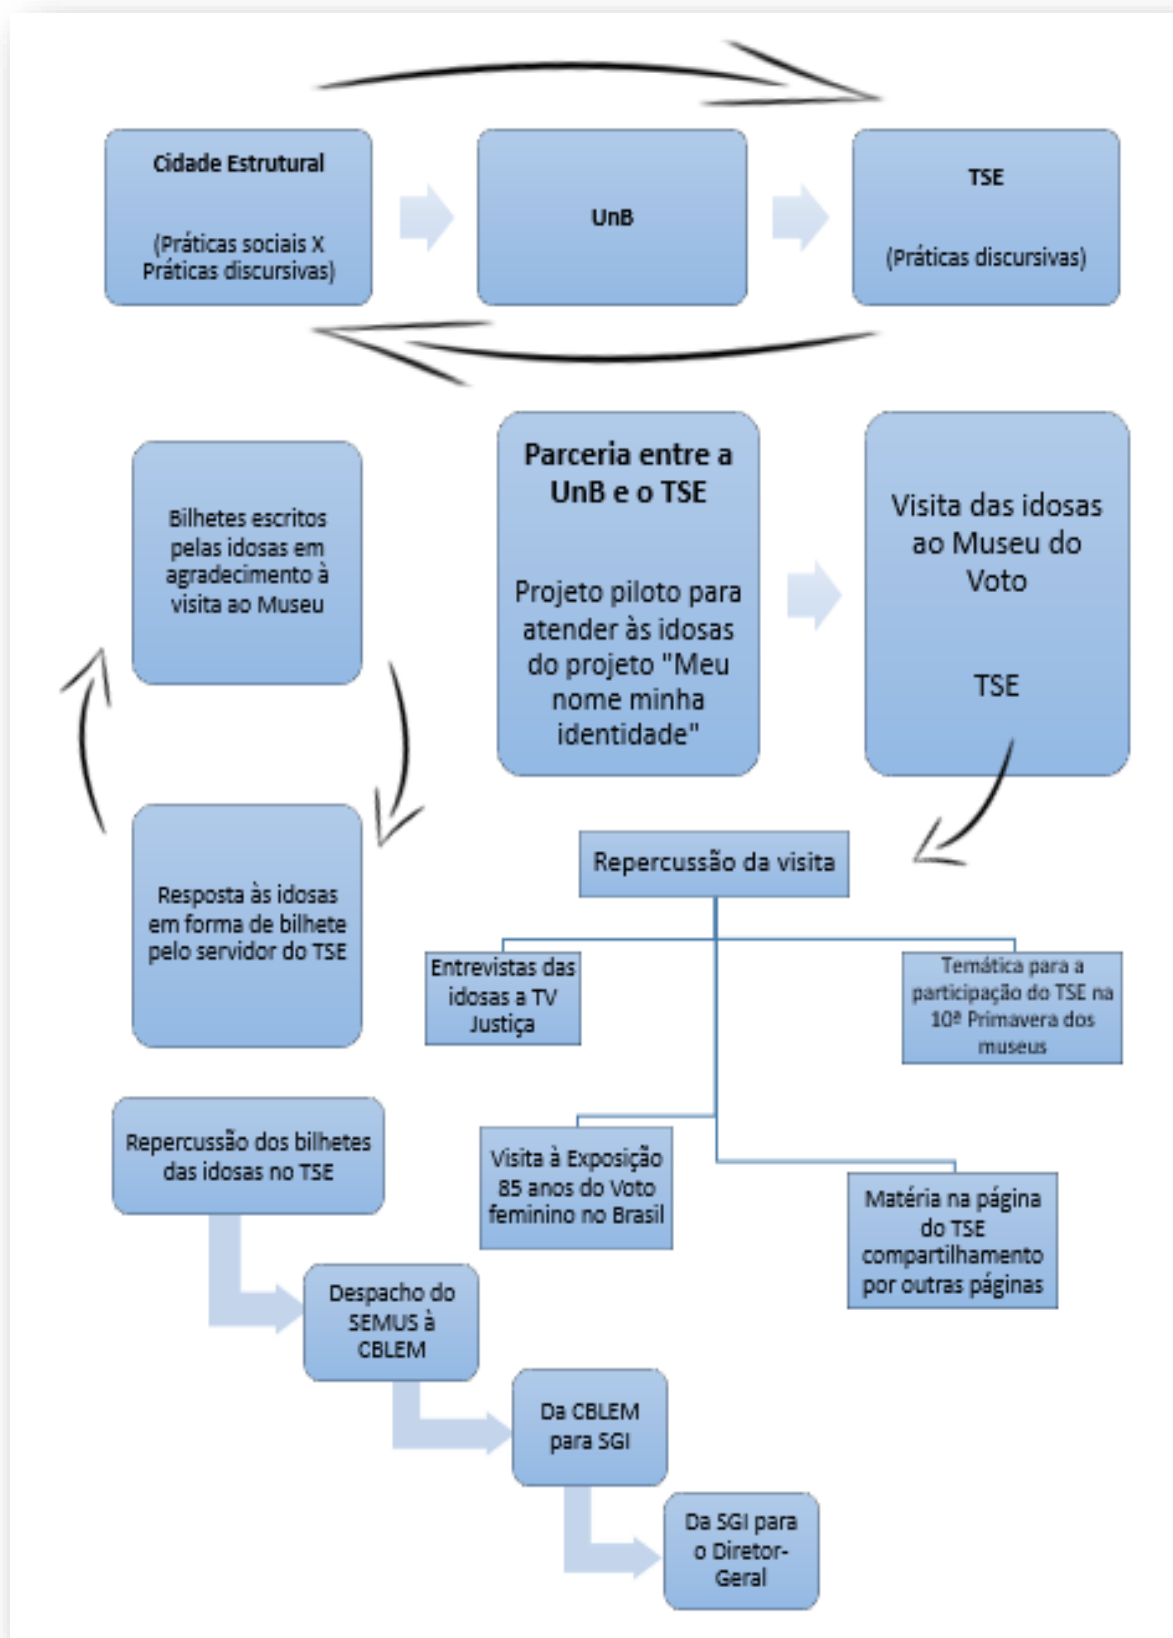 Cidade Estrutural
(Práticas sociais X
Práticas discursivas)
UnB
TSE
(Práticas discursivas)
Bilhetes escritos
pelas idosas em
agradecimento à
visita ao Museu
Parceria entre a
UnB e o TSE
Projeto piloto para
atender às idosas
do projeto "Meu
nome minha
identidade"
Visita das idosas
ao Museu do
Voto
TSE
Resposta às idosas
em forma de bilhete
pelo servidor do TSE
Repercussão da visita
Entrevistas das
idosas a TV
Justiça
Temática para a
participação do TSE na
10ª Primavera dos
museus
Visita à Exposição
85 anos do Voto
feminino no Brasil
Matéria na página
do TSE
compartilhamento
por outras páginas
Repercussão dos bilhetes
das idosas no TSE
Despacho do
SEMUS à
CBLEM
Da CBLEM
para SGI
Da SGI para
o Diretor-
Geral